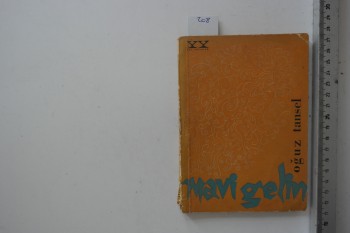 XX
oğuz tansel
mavi gelin